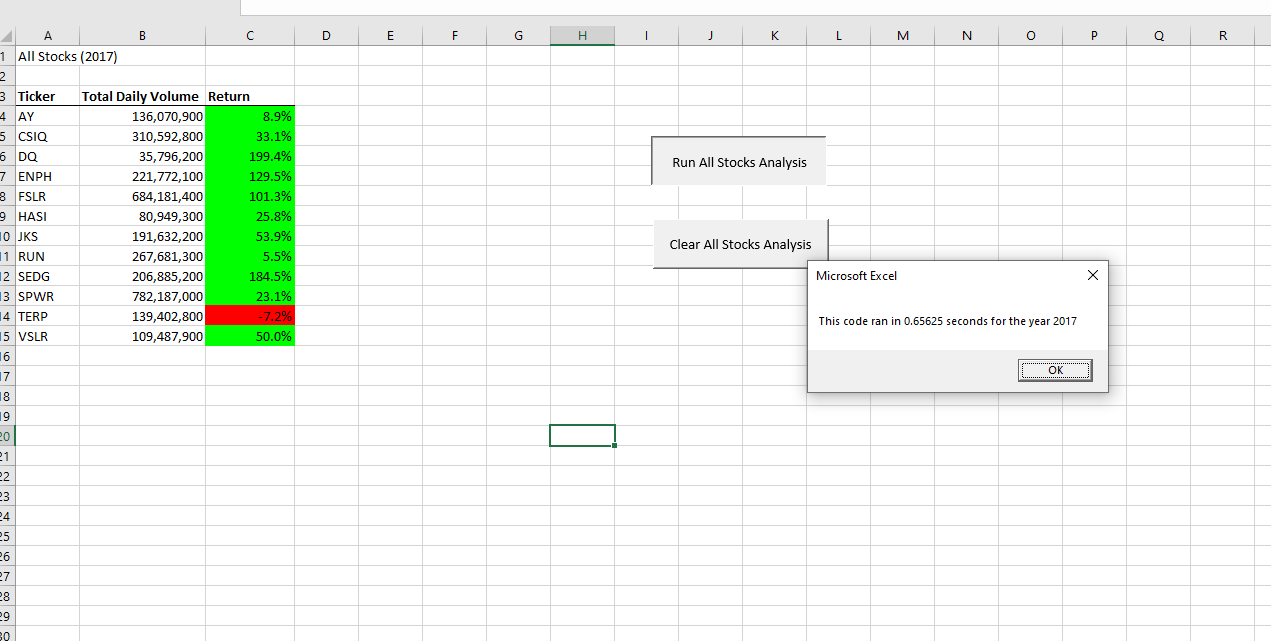 A B C D E F G H I J K L M N O P Q R
1 All Stocks (2017)
2
3 Ticker Total Daily Volume Return
4 AY 136,070,900 8.9%
5 CSIQ 310,592,800 33.1%
6 DQ 35,796,200 199.4%
7 ENPH 221,772,100 129.5%
8 FSLR 684,181,400 101.3%
9 HASI 80,949,300 25.8%
10 JKS 191,632,200 53.9%
11 RUN 267,681,300 5.5%
12 SEDG 206,885,200 184.5%
13 SPWR 782,187,000 23.1%
14 TERP 139,402,800 -7.2%
15 VSLR 109,487,900 50.0%
16
17
18
19
20
21
22
23
24
25
26
27
28
29
30
Run All Stocks Analysis
Clear All Stocks Analysis
Microsoft Excel
This code ran in 0.65625 seconds for the year 2017
OK